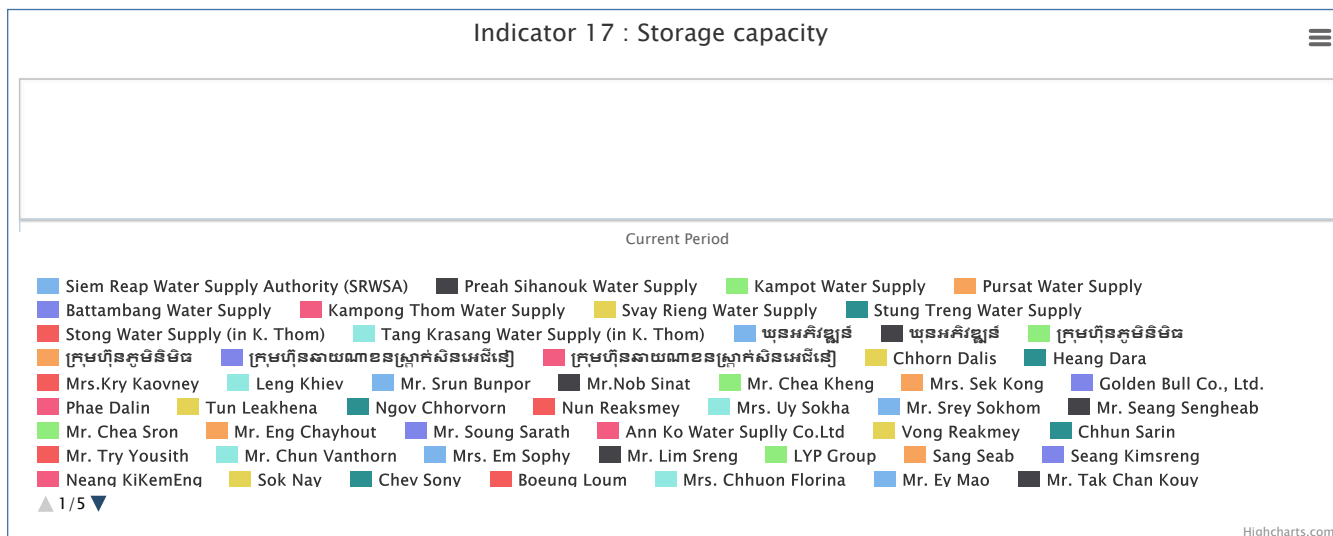 Indicator 17 : Storage capacity
Current Period
Siem Reap Water Supply Authority (SRWSA) Preah Sihanouk Water Supply Kampot Water Supply Pursat Water Supply
Battambang Water Supply Kampong Thom Water Supply Svay Rieng Water Supply Stung Treng Water Supply
Stong Water Supply (in K. Thom) Tang Krasang Water Supply (in K. Thom) ឃុនអភិវឌ្ឍន៍ ឃុនអភិវឌ្ឍន៍ ក្រុមហ៊ុនភូមិនិមិធ
ក្រុមហ៊ុនភូមិនិមិធ ក្រុមហ៊ុនឆាយណាខនស្ត្រាក់សិនអេជីនៀ ក្រុមហ៊ុនឆាយណាខនស្ត្រាក់សិនអេជីនៀ Chhorn Dalis Heang Dara
Mrs.Kry Kaovney Leng Khiev Mr. Srun Bunpor Mr.Nob Sinat Mr. Chea Kheng Mrs. Sek Kong Golden Bull Co., Ltd.
Phae Dalin Tun Leakhena Ngov Chhorvorn Nun Reaksmey Mrs. Uy Sokha Mr. Srey Sokhom Mr. Seang Sengheab
Mr. Chea Sron Mr. Eng Chayhout Mr. Soung Sarath Ann Ko Water Suplly Co.Ltd Vong Reakmey Chhun Sarin
Mr. Try Yousith Mr. Chun Vanthorn Mrs. Em Sophy Mr. Lim Sreng LYP Group Sang Seab Seang Kimsreng
Neang KiKemEng Sok Nay Chey Sony Boeung Loum Mrs. Chhuon Florina Mr. Ey Mao Mr. Tak Chan Kouy
1/5
Highcharts.com